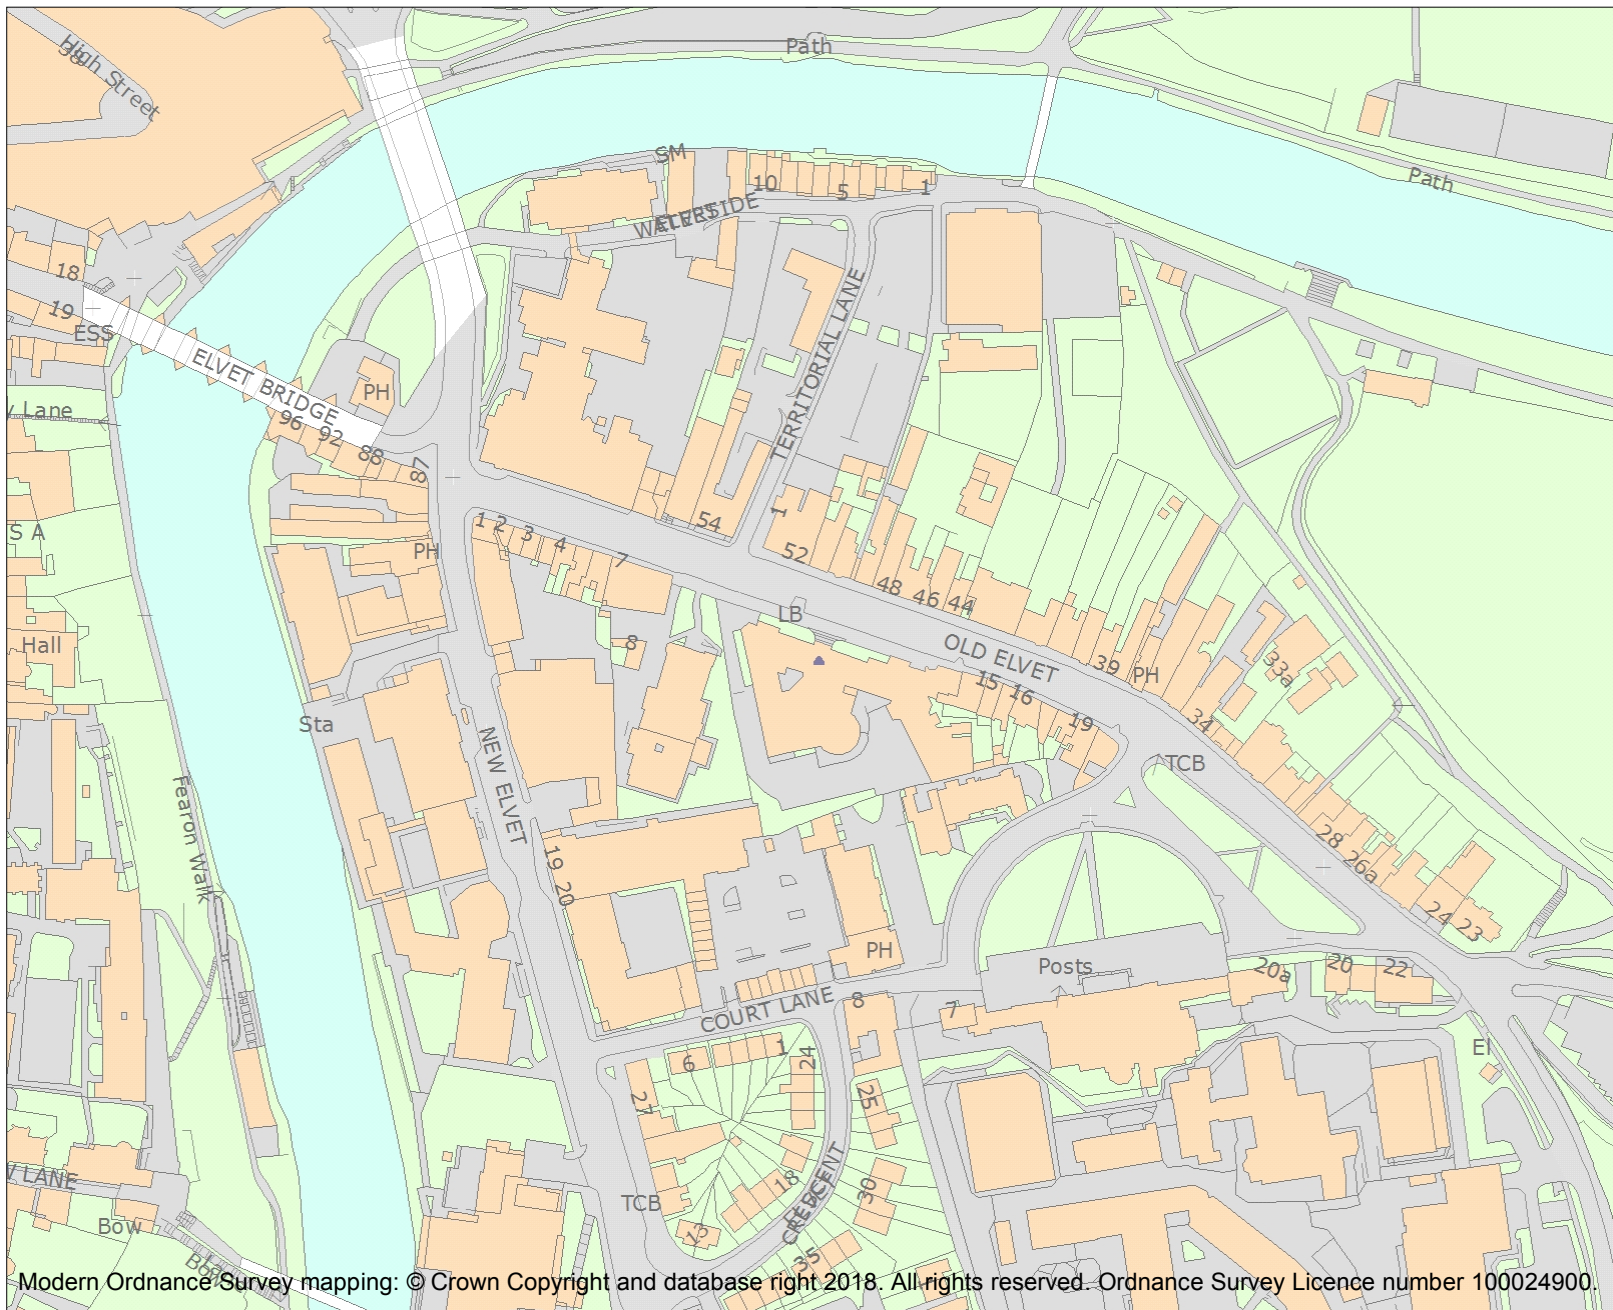 High Street
38
Path
Path
SM
10
5
1
ELVET
WATERSIDE
18
19
ESS
ELVET BRIDGE
PH
96
92
88
87
TERRITORIAL LANE
Lane
S A
PH
1
2
3
4
7
54
1
52
48
46
44
LB
OLD ELVET
Hall
8
39
PH
33a
15
16
19
34
TCB
Sta
NEW ELVET
Fearon Walk
19
20
28
26a
24
23
PH
Posts
20a
20
22
COURT LANE
8
7
El
1
6
24
27
25
18
30
ELVET
CRESCENT
TCB
13
35
LANE
Bow
Bow
Modern Ordnance Survey mapping: © Crown Copyright and database right 2018. All rights reserved. Ordnance Survey Licence number 100024900.